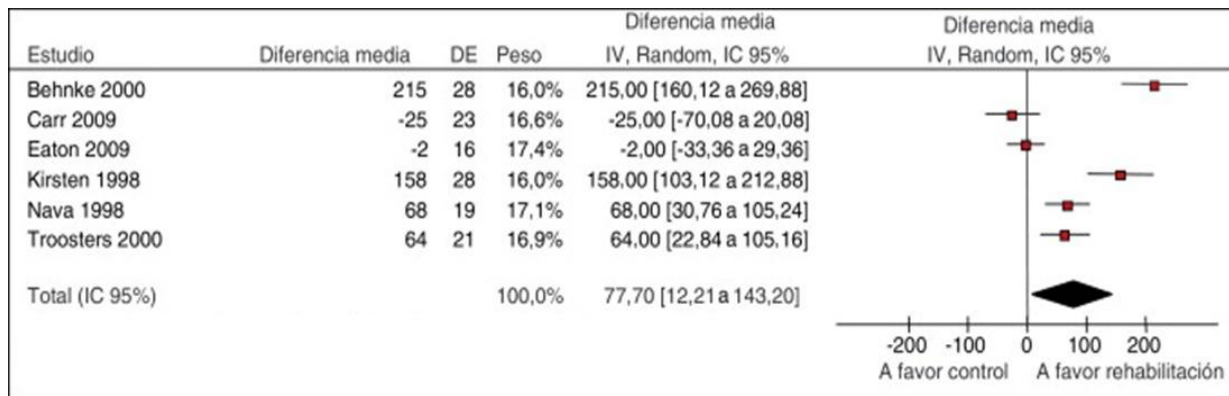 Diferencia media Diferencia media
Estudio Diferencia media DE Peso IV, Random, IC 95% IV, Random, IC 95%
Behnke 2000 215 28 16,0% 215,00 [160,12 a 269,88]
Carr 2009 -25 23 16,6% -25,00 [-70,08 a 20,08]
Eaton 2009 -2 16 17,4% -2,00 [-33,36 a 29,36]
Kirsten 1998 158 28 16,0% 158,00 [103,12 a 212,88]
Nava 1998 68 19 17,1% 68,00 [30,76 a 105,24]
Troosters 2000 64 21 16,9% 64,00 [22,84 a 105,16]
Total (IC 95%) 100,0% 77,70 [12,21 a 143,20]
-200 -100 0 100 200
A favor control A favor rehabilitación